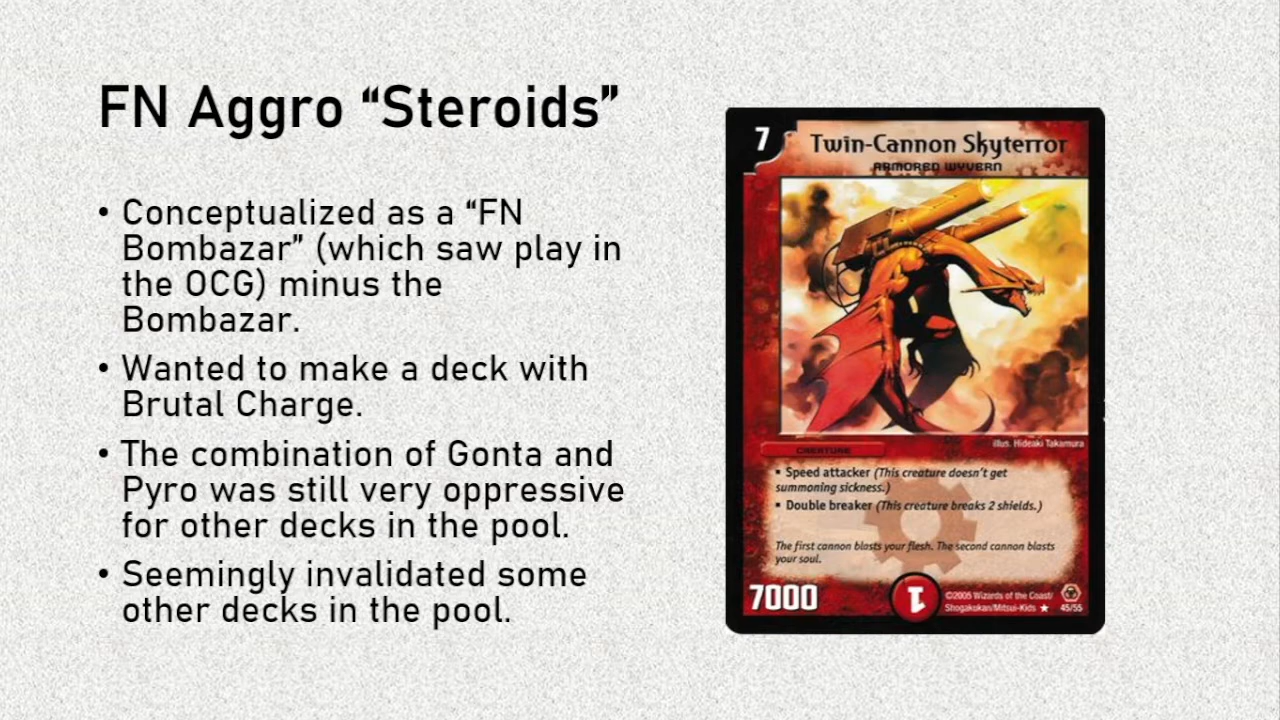 FN Aggro “Steroids”
• Conceptualized as a “FN
Bombazar” (which saw play in
the OCG) minus the
Bombazar.
• Wanted to make a deck with
Brutal Charge.
• The combination of Gonta and
Pyro was still very oppressive
for other decks in the pool.
• Seemingly invalidated some
other decks in the pool.
7
Twin-Cannon Skyterror
ARMORED WYVERN
illus. Hideaki Takamura
CREATURE
▪ Speed attacker (This creature doesn't get
summoning sickness.)
▪ Double breaker (This creature breaks 2 shields.)
The first cannon blasts your flesh. The second cannon blasts
your soul.
7000
©2005 Wizards of the Coast/
Shogakukan/Mitsui-Kids ★ 45/55